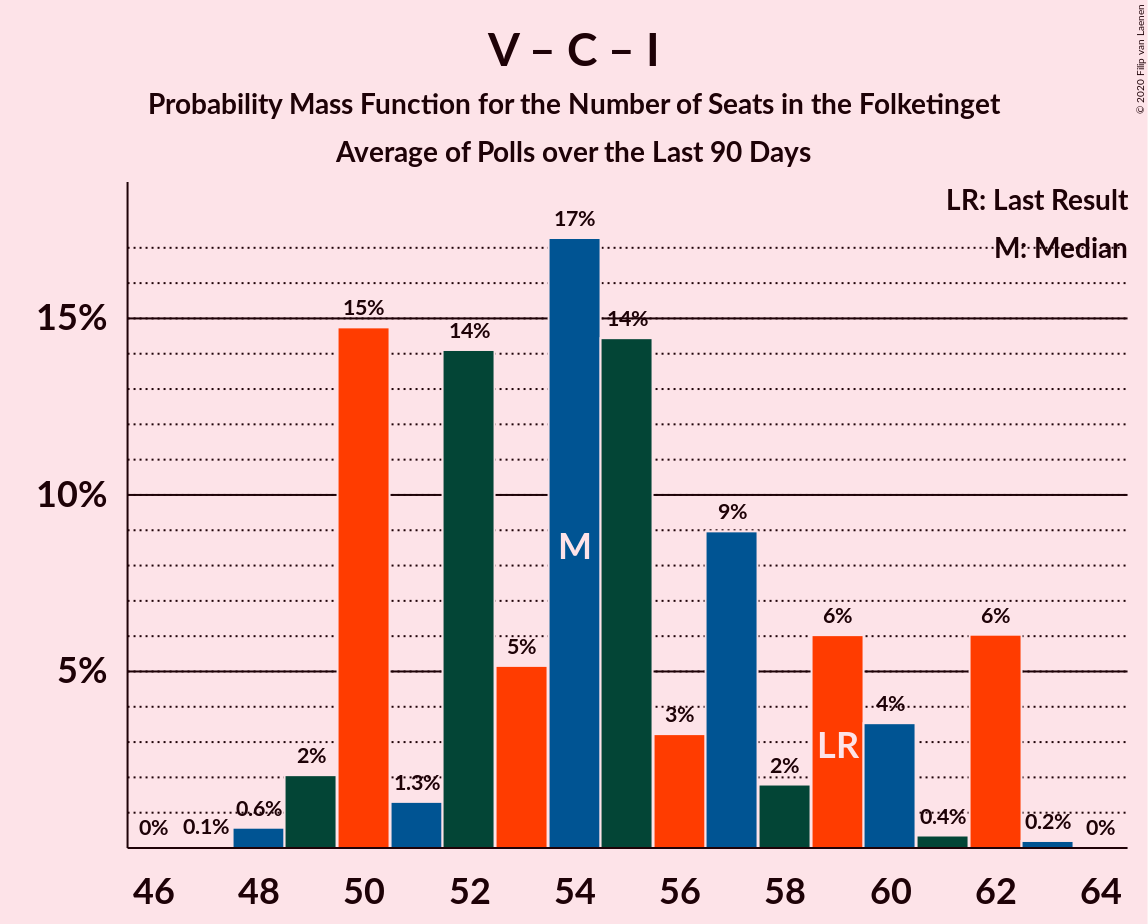 V – C – I
Probability Mass Function for the Number of Seats in the Folketinget
Average of Polls over the Last 90 Days
© 2020 Filip van Laenen
LR: Last Result
M: Median
15%
10%
5%
0%
0.1%
0.6%
2%
15%
1.3%
14%
5%
17%
14%
3%
9%
2%
6%
4%
0.4%
6%
0.2%
0%
M
LR
46 48 50 52 54 56 58 60 62 64